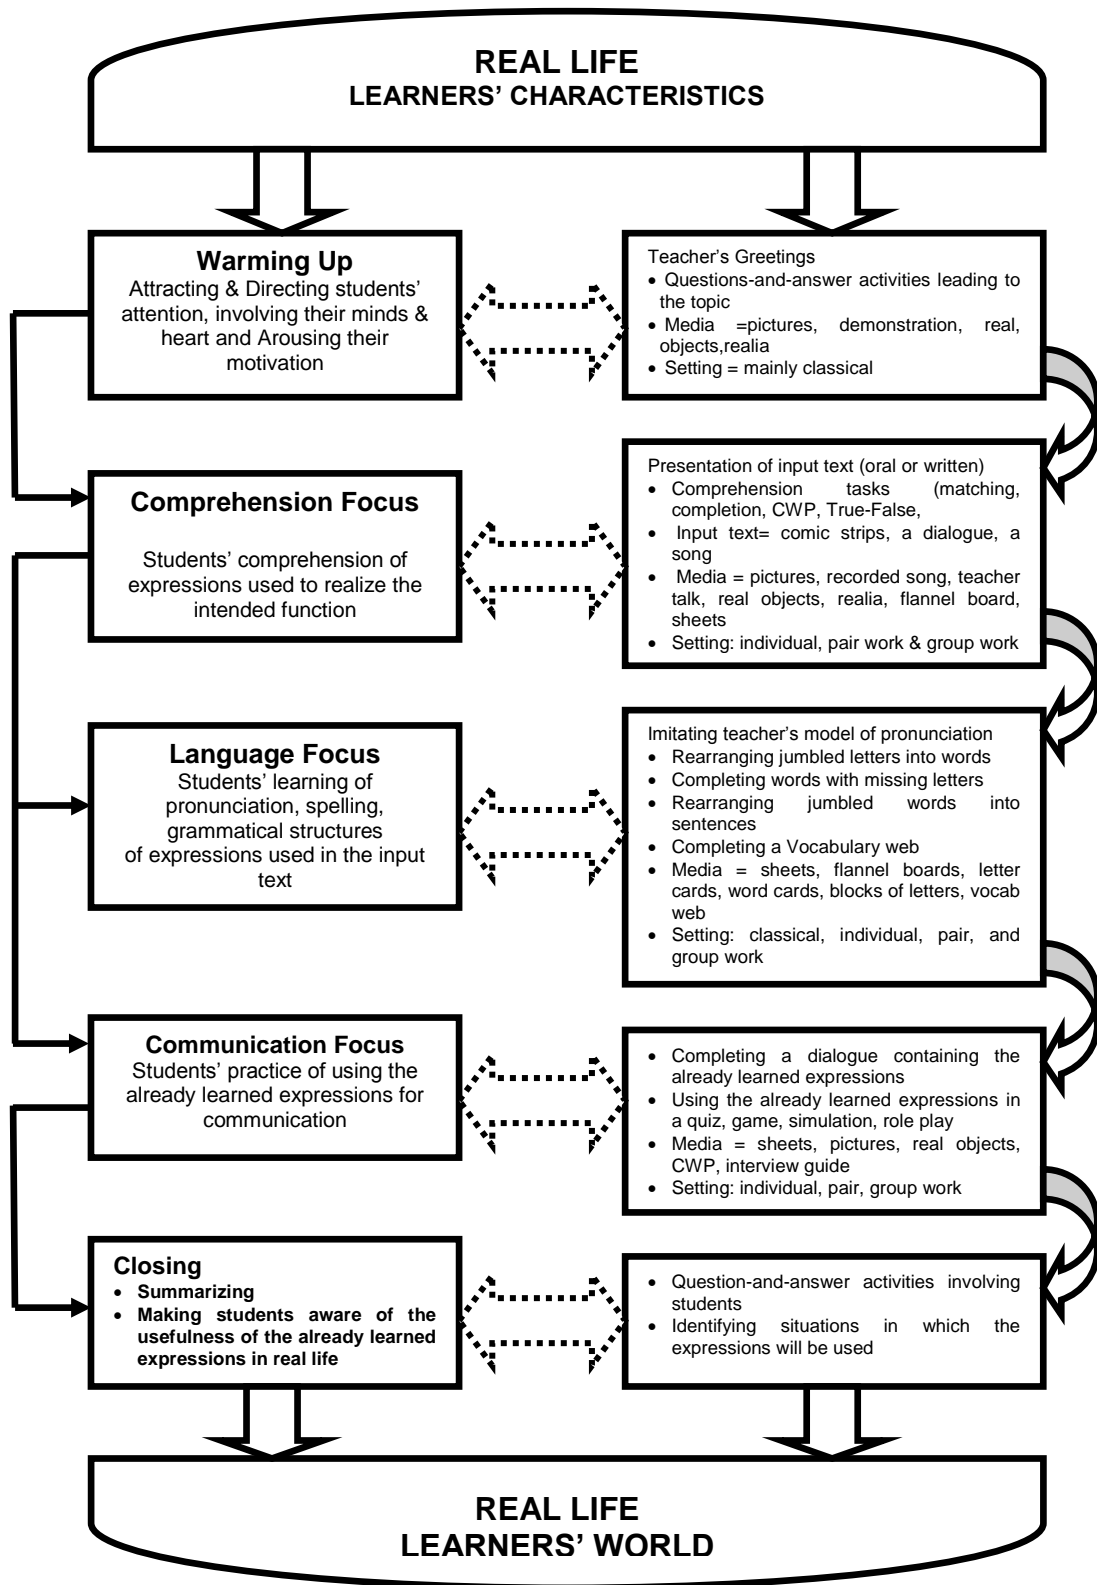 REAL LIFE
LEARNERS’ CHARACTERISTICS
Warming Up
Attracting & Directing students’
attention, involving their minds &
heart and Arousing their
motivation
Teacher’s Greetings
• Questions-and-answer activities leading to
the topic
• Media =pictures, demonstration, real,
objects,realia
• Setting = mainly classical
Comprehension Focus
Students’ comprehension of
expressions used to realize the
intended function
Presentation of input text (oral or written)
• Comprehension tasks (matching,
completion, CWP, True-False,
• Input text= comic strips, a dialogue, a
song
• Media = pictures, recorded song, teacher
talk, real objects, realia, flannel board,
sheets
• Setting: individual, pair work & group work
Language Focus
Students’ learning of
pronunciation, spelling,
grammatical structures
of expressions used in the input
text
Imitating teacher’s model of pronunciation
• Rearranging jumbled letters into words
• Completing words with missing letters
• Rearranging jumbled words into
sentences
• Completing a Vocabulary web
• Media = sheets, flannel boards, letter
cards, word cards, blocks of letters, vocab
web
• Setting: classical, individual, pair, and
group work
Communication Focus
Students’ practice of using the
already learned expressions for
communication
• Completing a dialogue containing the
already learned expressions
• Using the already learned expressions in
a quiz, game, simulation, role play
• Media = sheets, pictures, real objects,
CWP, interview guide
• Setting: individual, pair, group work
Closing
• Summarizing
• Making students aware of the
usefulness of the already learned
expressions in real life
• Question-and-answer activities involving
students
• Identifying situations in which the
expressions will be used
REAL LIFE
LEARNERS’ WORLD